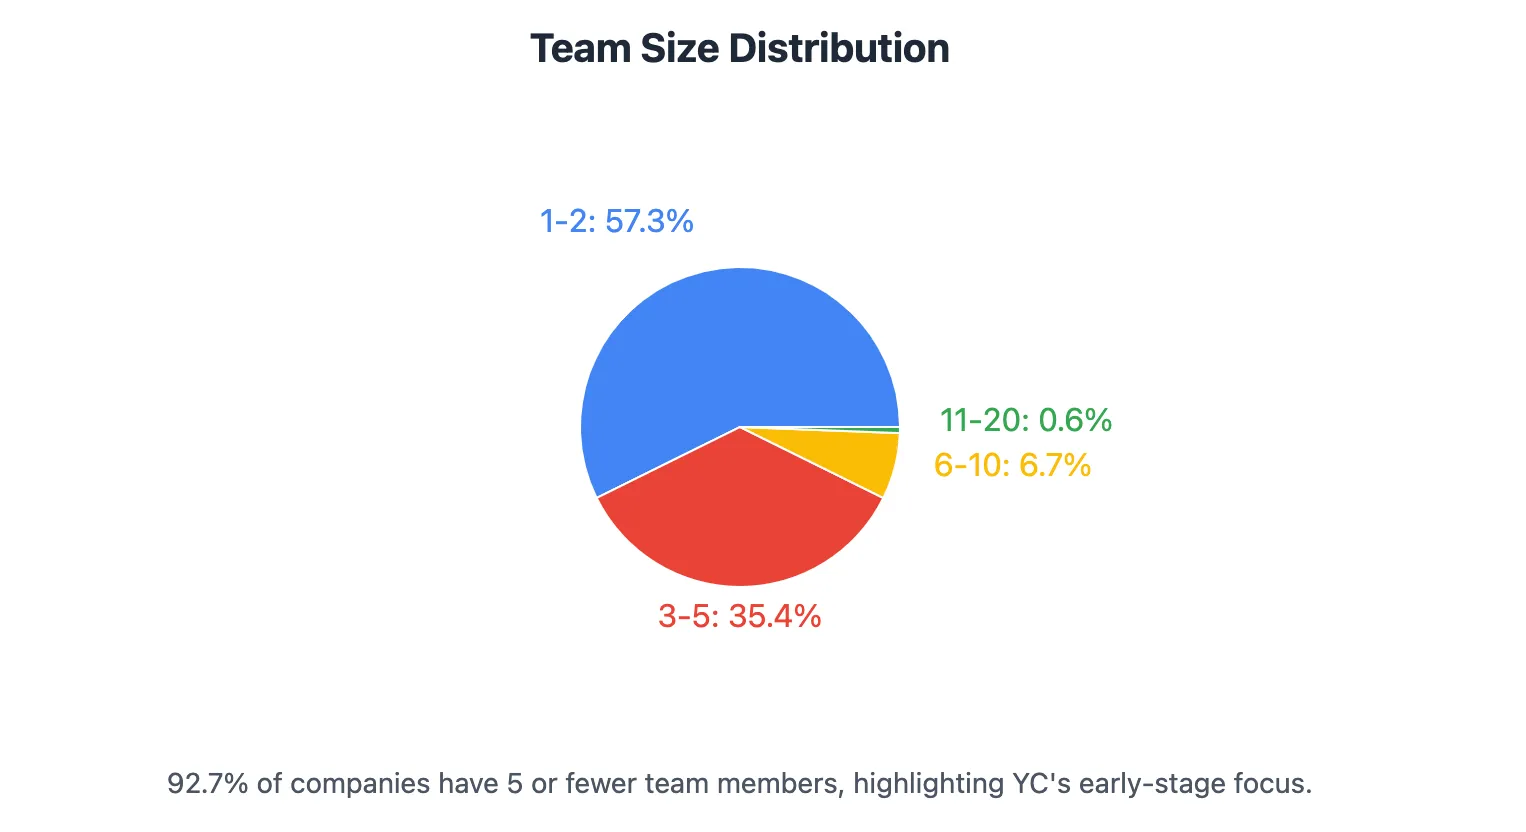 Team Size Distribution
1-2: 57.3%
11-20: 0.6%
6-10: 6.7%
3-5: 35.4%
92.7% of companies have 5 or fewer team members, highlighting YC's early-stage focus.